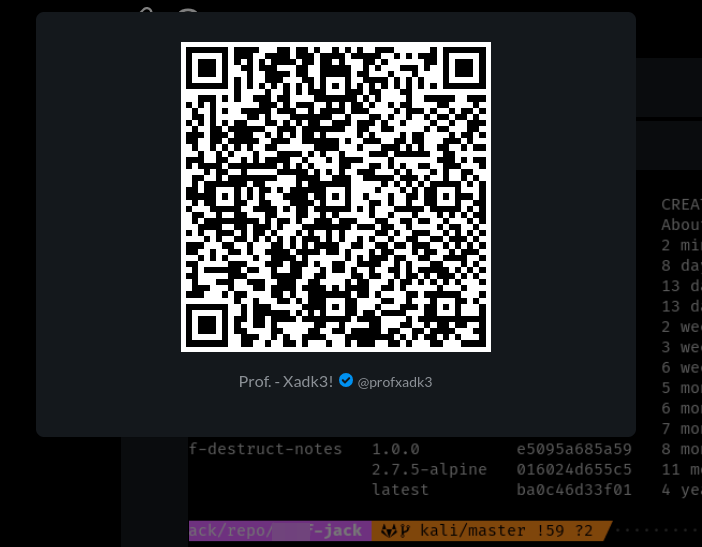 Prof. - Xadk3! @profxadk3
CREA
Abou
2 mi
8 da
13 d
13 d
2 we
3 we
6 we
5 mo
6 mo
7 mo
f-destruct-notes 1.0.0 e5095a685a59 8 mo
2.7.5-alpine 016024d655c5 11 m
latest ba0c46d33f01 4 ye
ack/repo/ f-jack kali/master !59 ?2